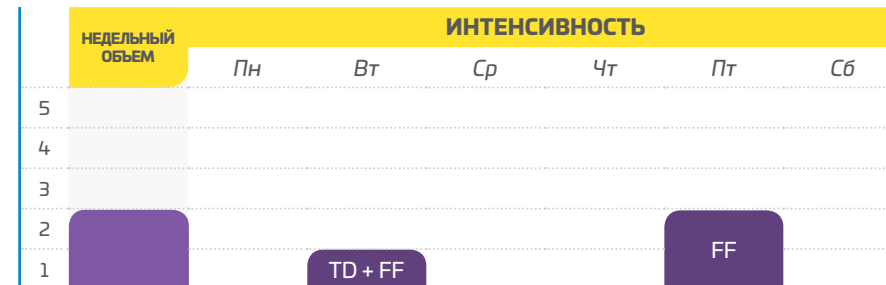 НЕДЕЛЬНЫЙ
ОБЪЕМ
ИНТЕНСИВНОСТЬ
Пн Вт Ср Чт Пт Сб
5
4
3
2
FF
1
TD + FF